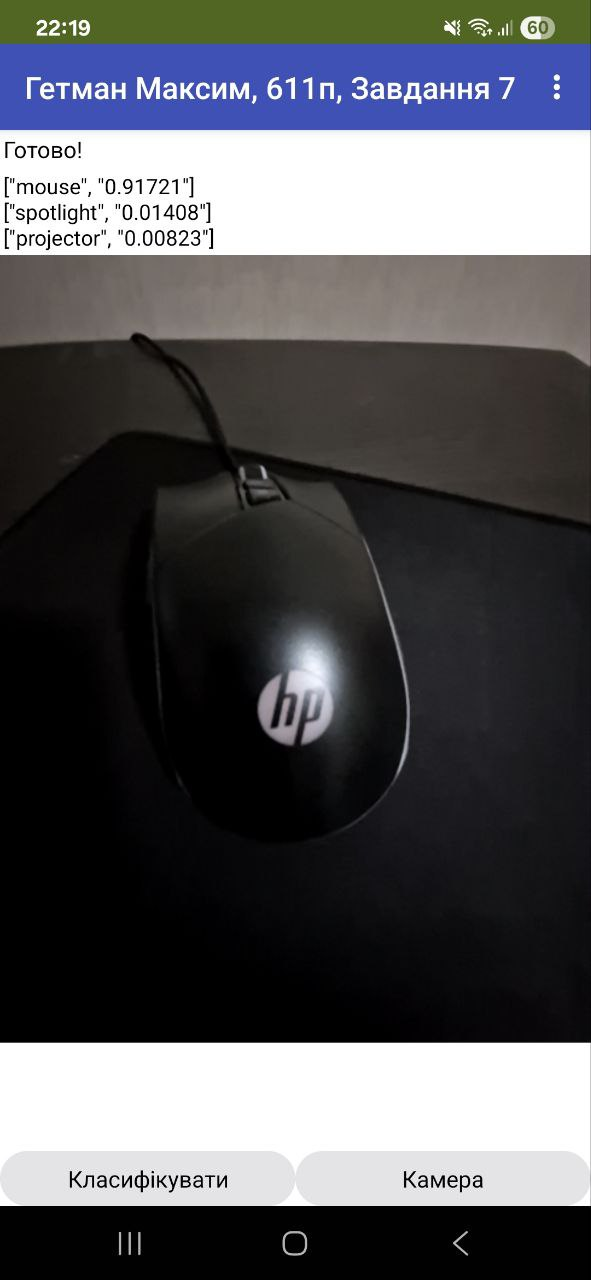 22:19
60
Гетман Максим, 611п, Завдання 7
Готово!
["mouse", "0.91721"]
["spotlight", "0.01408"]
["projector", "0.00823"]
hp
Класифікувати
Камера